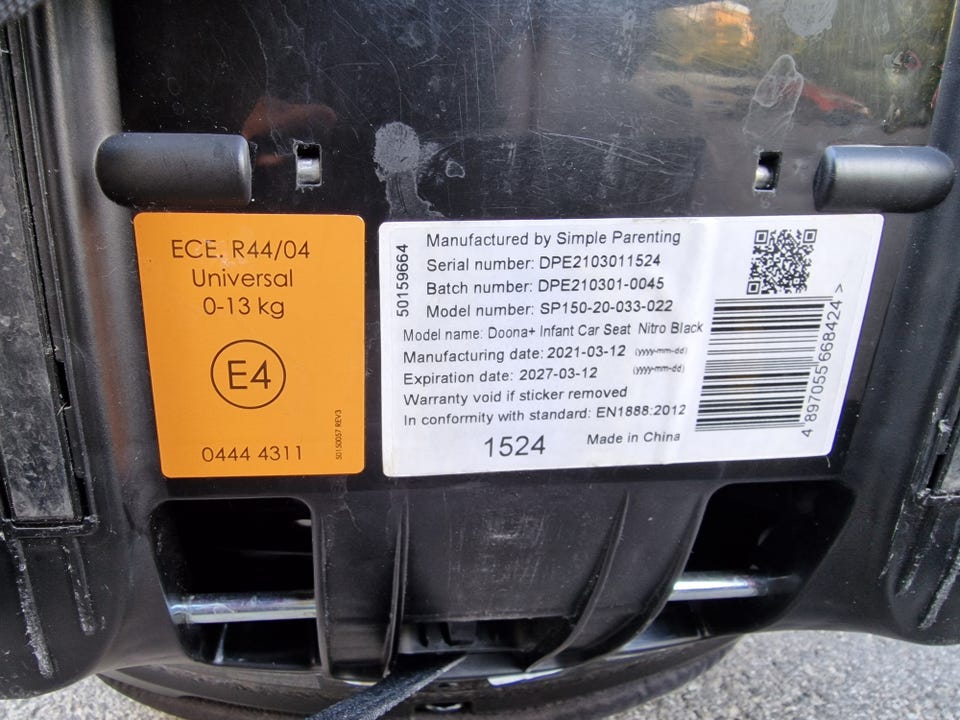 ECE. R44/04
Universal
0-13 kg
E4
0444 4311
50150057 REV3
50159664
Manufactured by Simple Parenting
Serial number: DPE2103011524
Batch number: DPE210301-0045
Model number: SP150-20-033-022
Model name: Doona+ Infant Car Seat Nitro Black
Manufacturing date: 2021-03-12 (yyyy-mm-dd)
Expiration date: 2027-03-12 (yyyy-mm-dd)
Warranty void if sticker removed
In conformity with standard: EN1888:2012
1524 Made in China
4 897055 668424 >